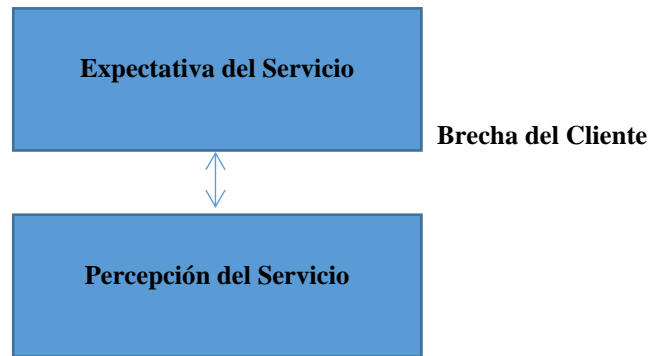 Expectativa del Servicio
Brecha del Cliente
Percepción del Servicio